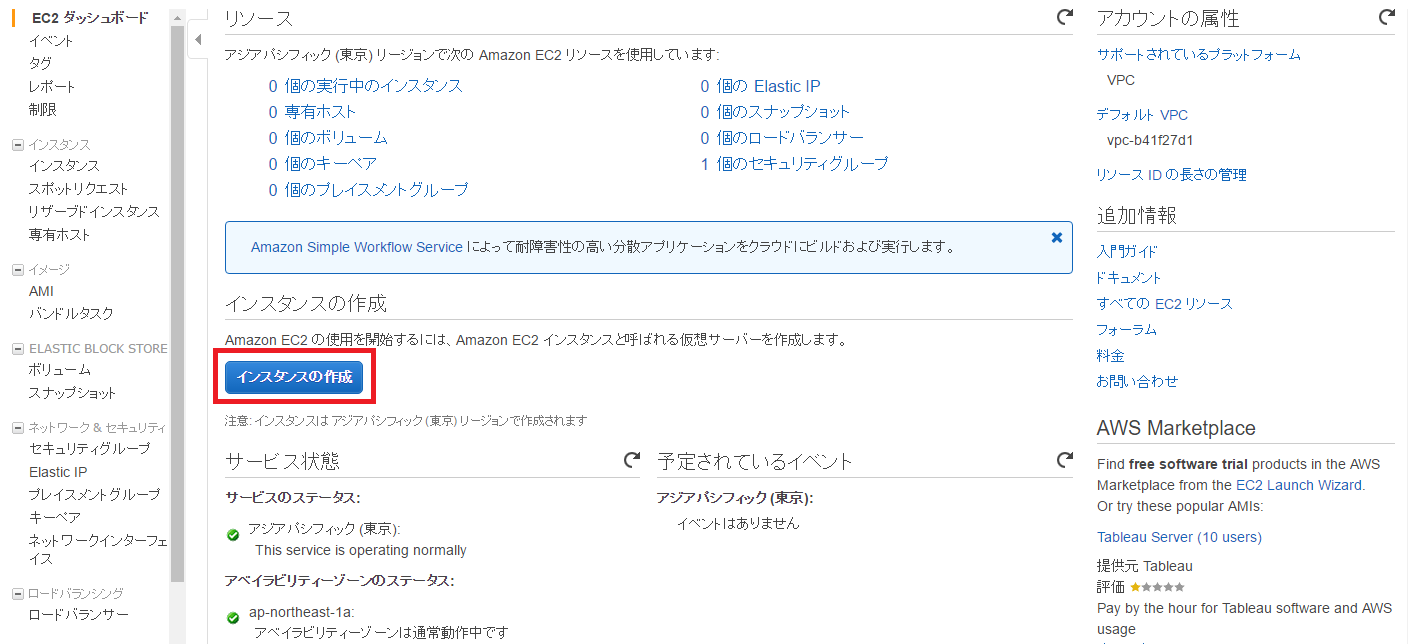 EC2 ダッシュボード
イベント
タグ
レポート
制限
インスタンス
インスタンス
スポットリクエスト
リザーブドインスタンス
専有ホスト
イメージ
AMI
バンドルタスク
ELASTIC BLOCK STORE
ボリューム
スナップショット
ネットワーク & セキュリティ
セキュリティグループ
Elastic IP
プレイスメントグループ
キーペア
ネットワークインターフェ
イス
ロードバランシング
ロードバランサー
リソース
アジアパシフィック (東京) リージョンで次の Amazon EC2 リソースを使用しています:
0 個の実行中のインスタンス
0 個の Elastic IP
0 専有ホスト
0 個のスナップショット
0 個のボリューム
0 個のロードバランサー
0 個のキーペア
1 個のセキュリティグループ
0 個のプレイスメントグループ
Amazon Simple Workflow Service によって耐障害性の高い分散アプリケーションをクラウドにビルドおよび実行します。
インスタンスの作成
Amazon EC2 の使用を開始するには、Amazon EC2 インスタンスと呼ばれる仮想サーバーを作成します。
インスタンスの作成
注意: インスタンスは アジアパシフィック (東京) リージョンで作成されます
サービス状態
サービスのステータス:
アジアパシフィック (東京):
This service is operating normally
アベイラビリティーゾーンのステータス:
ap-northeast-1a:
アベイラビリティーゾーンは通常動作中です
予定されているイベント
アジアパシフィック (東京):
イベントはありません
アカウントの属性
サポートされているプラットフォーム
VPC
デフォルト VPC
vpc-b41f27d1
リソース ID の長さの管理
追加情報
入門ガイド
ドキュメント
すべての EC2 リソース
フォーラム
料金
お問い合わせ
AWS Marketplace
Find free software trial products in the AWS
Marketplace from the EC2 Launch Wizard.
Or try these popular AMIs:
Tableau Server (10 users)
提供元 Tableau
評価
Pay by the hour for Tableau software and AWS
usage